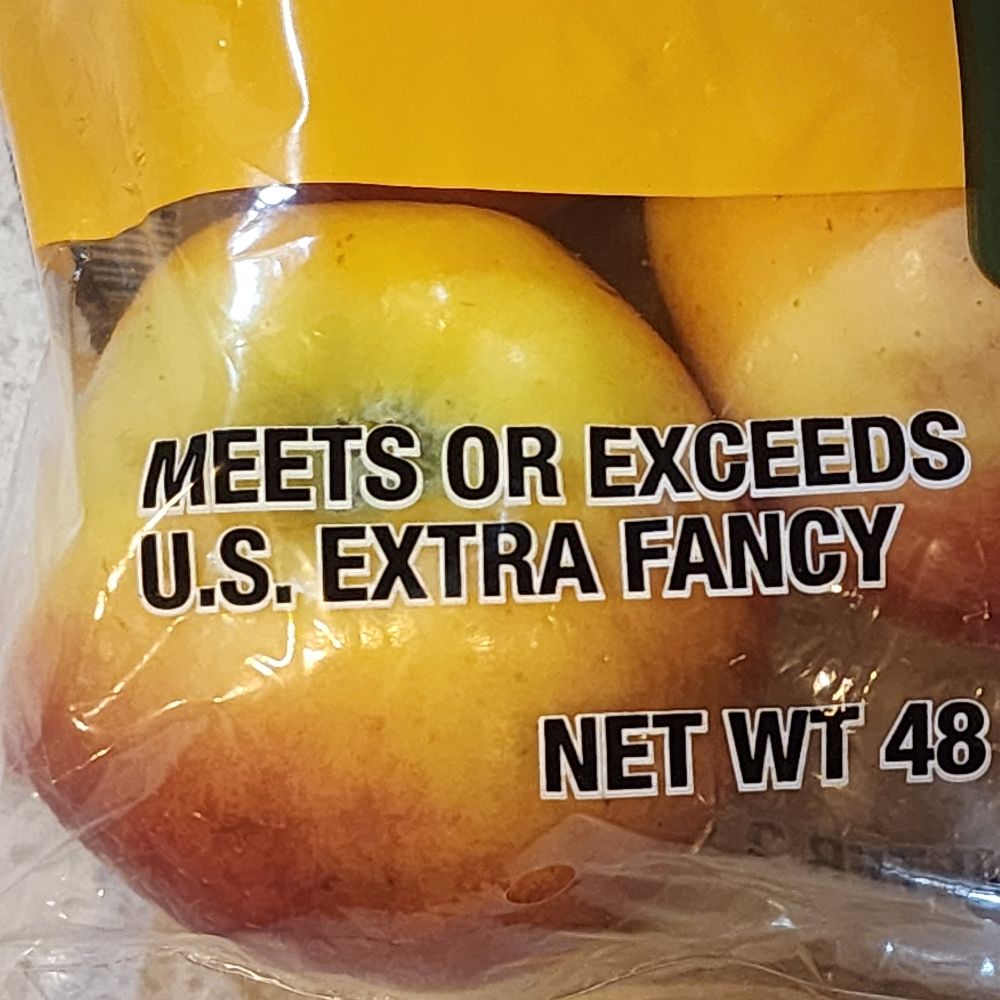 MEETS OR EXCEEDS
U.S. EXTRA FANCY
NET WT 48